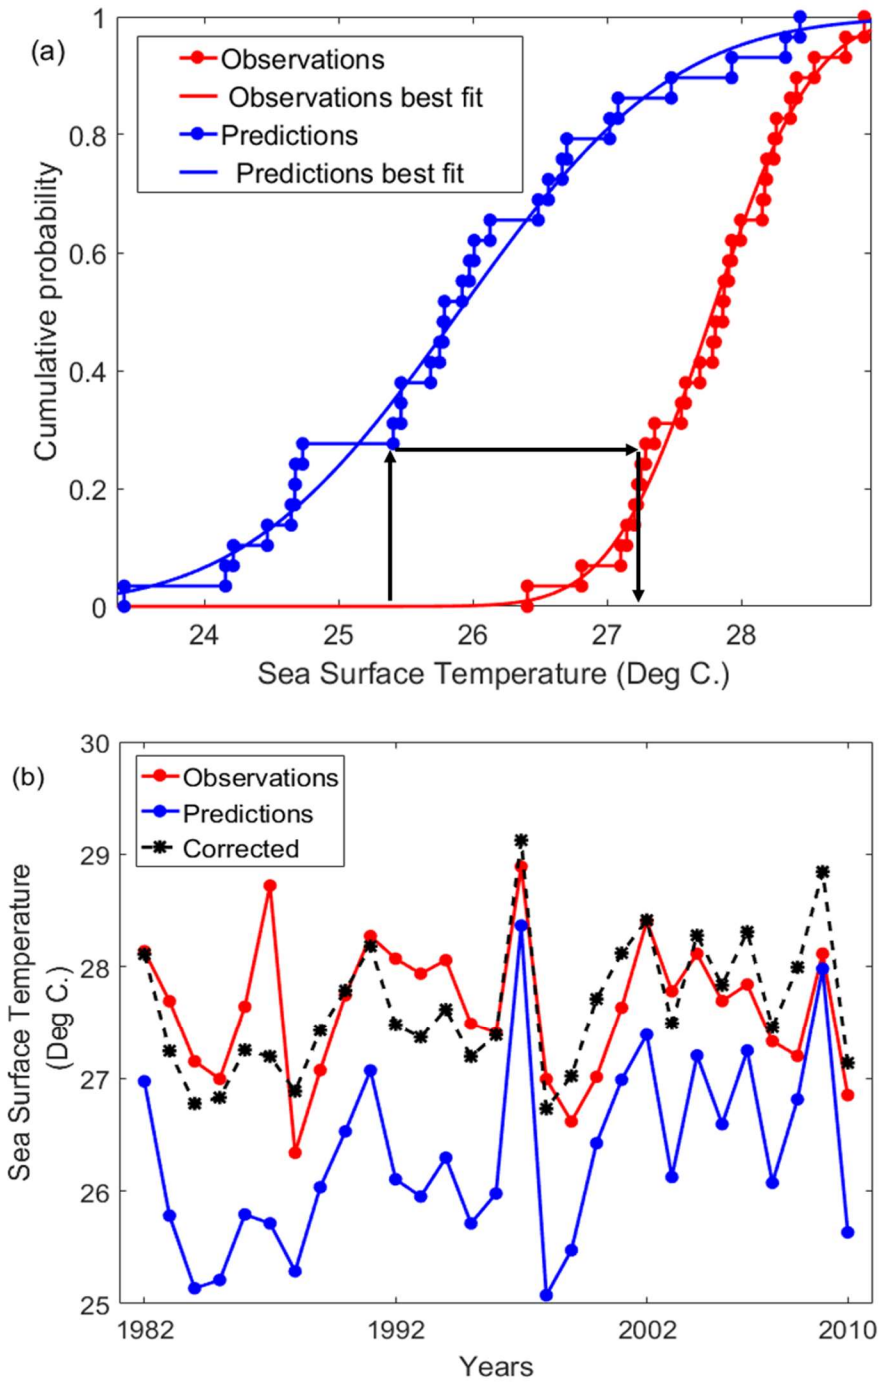 (a)
Observations
Observations best fit
Predictions
Predictions best fit
Cumulative probability
1
0.8
0.6
0.4
0.2
0
24 25 26 27 28
Sea Surface Temperature (Deg C.)
(b)
Observations
Predictions
Corrected
Sea Surface Temperature
(Deg C.)
30
29
28
27
26
25
1982 1992 2002 2010
Years